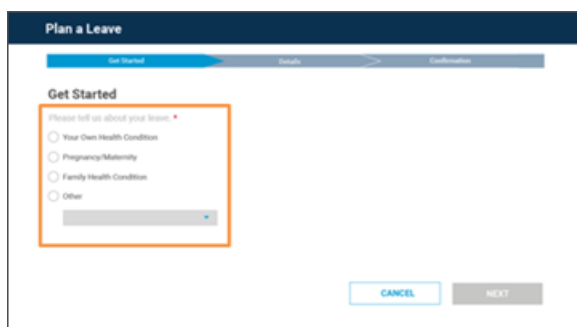 Plan a Leave
Get Started Details Confirmation
Get Started
Please tell us about your leave. *
Your Own Health Condition
Pregnancy/Maternity
Family Health Condition
Other
CANCEL NEXT